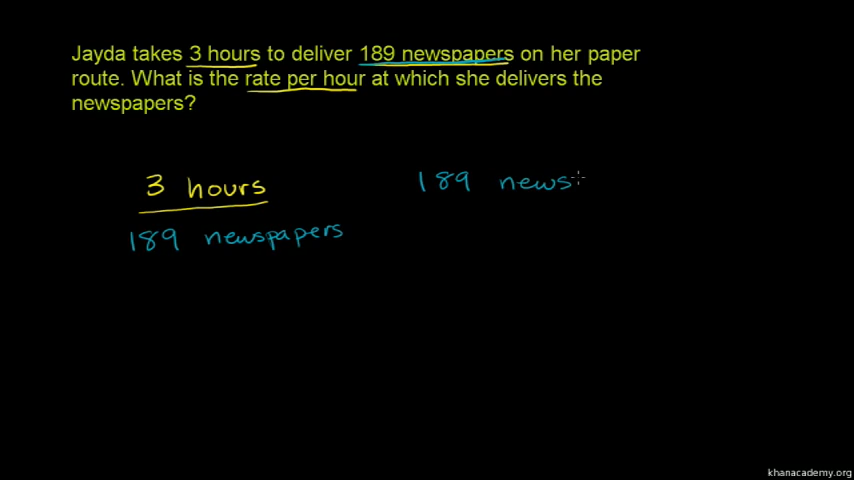 Jayda takes 3 hours to deliver 189 newspapers on her paper
route. What is the rate per hour at which she delivers the
newspapers?
3 hours
189 news
189 newspapers
khanacademy.org